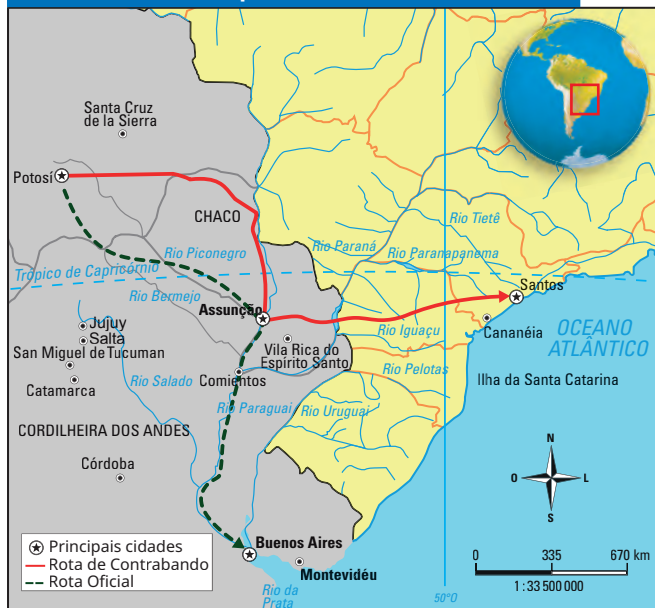 Santa Cruz
de la Sierra
Potosí
CHACO
Rio Tietê
Rio Piconegro
Rio Paraná
Rio Parapanema
Trópico de Capricórnio
Rio Bermejo
Santos
Assunção
Jujuy
Salta
Rio Iguaçu
Cananéia
OCEANO
ATLÂNTICO
San Miguel de Tucuman
Vila Rica do
Espírito Santo
Rio Pelotas
Catamarca
Rio Salado
Comientos
Ilha da Santa Catarina
Rio Paraguai
Rio Uruguai
CORDILHEIRA DOS ANDES
Córdoba
N
O
L
S
Principais cidades
Rota de Contrabando
Rota Oficial
Buenos Aires
Montevidéu
Rio da
Prata
50°O
0 335 670 km
1 : 33 500 000